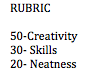 RUBRIC
50-Creativity
30- Skills
20- Neatness